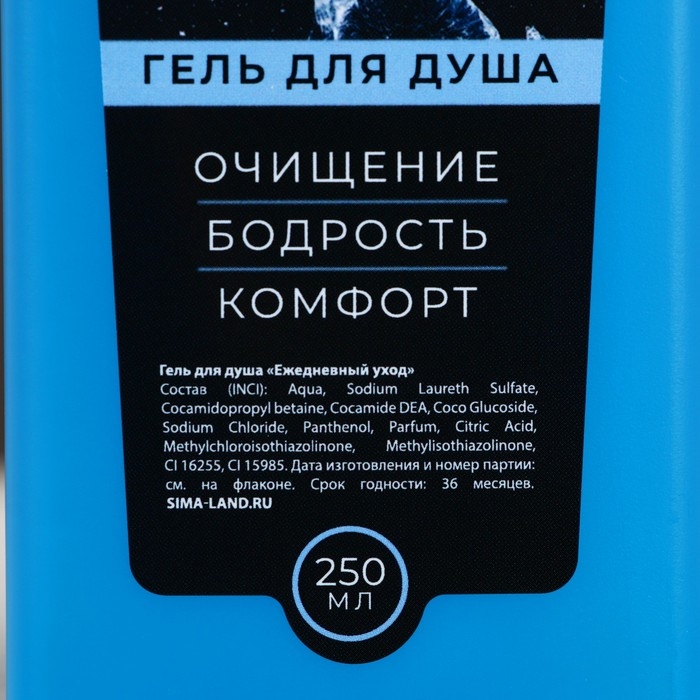 ГЕЛЬ ДЛЯ ДУША
ОЧИЩЕНИЕ
БОДРОСТЬ
КОМФОРТ
Гель для душа «Ежедневный уход»
Состав (INCI): Aqua, Sodium Laureth Sulfate,
Cocamidopropyl betaine, Cocamide DEA, Coco Glucoside,
Sodium Chloride, Panthenol, Parfum, Citric Acid,
Methylchloroisothiazolinone, Methylisothiazolinone,
CI 16255, CI 15985. Дата изготовления и номер партии:
см. на флаконе. Срок годности: 36 месяцев.
SIMA-LAND.RU
250
МЛ